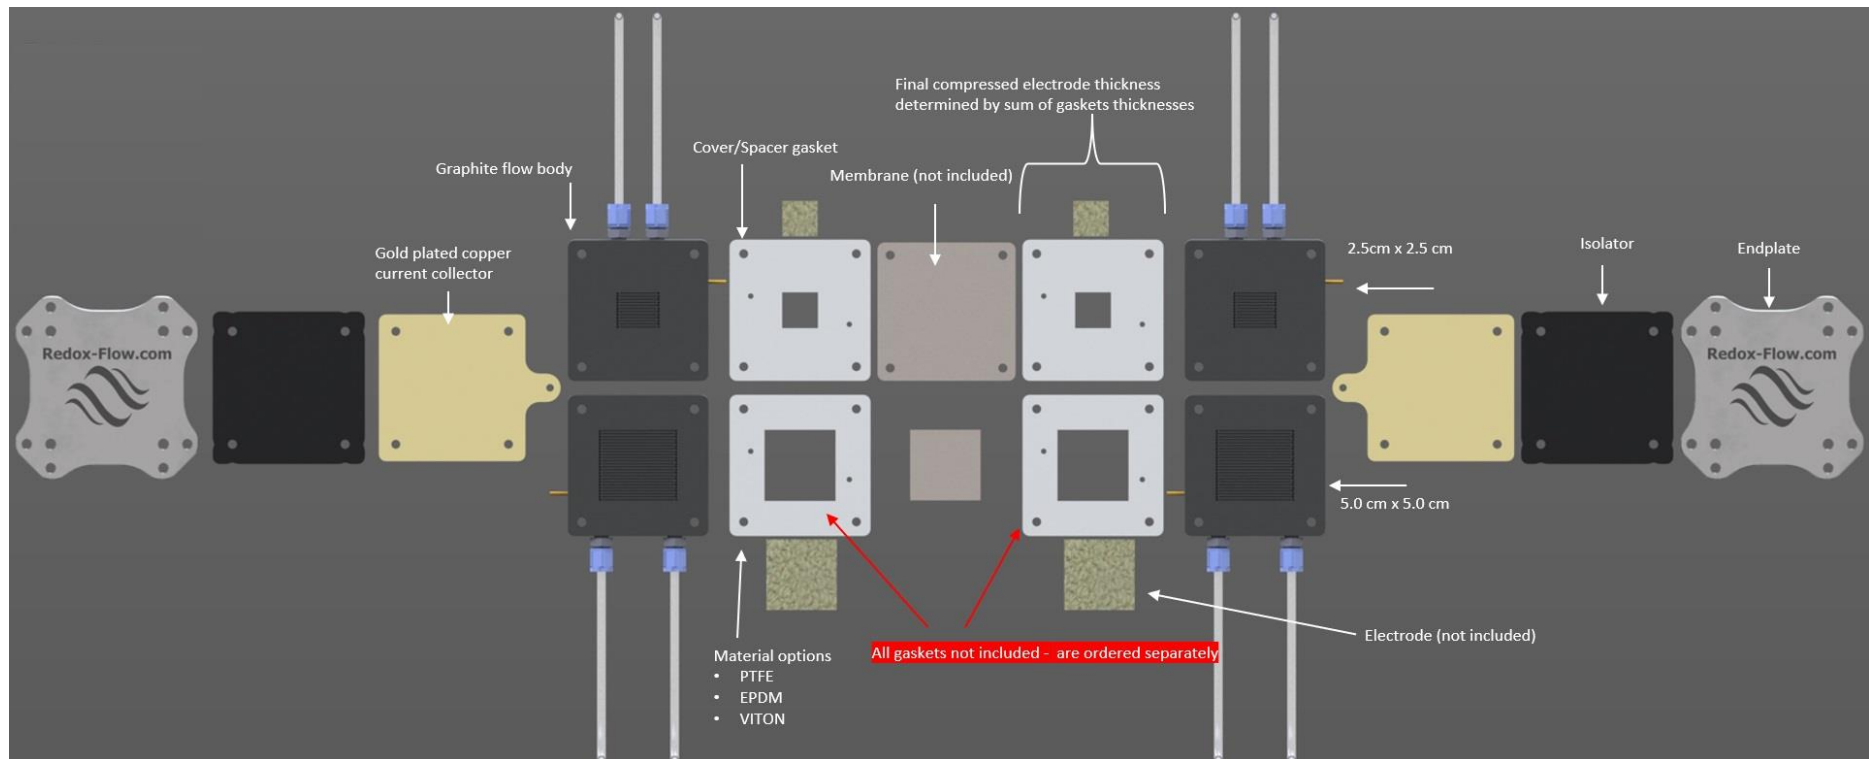 Final compressed electrode thickness
determined by sum of gaskets thicknesses
Cover/Spacer gasket
Graphite flow body
Membrane (not included)
Gold plated copper
current collector
2.5cm x 2.5 cm
Isolator
Endplate
Redox-Flow.com
Redox-Flow.com
5.0 cm x 5.0 cm
Electrode (not included)
All gaskets not included - are ordered separately
Material options
• PTFE
• EPDM
• VITON